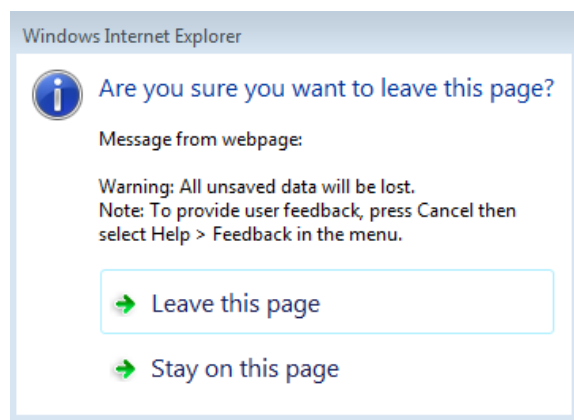 Windows Internet Explorer
Are you sure you want to leave this page?
Message from webpage:
Warning: All unsaved data will be lost.
Note: To provide user feedback, press Cancel then
select Help > Feedback in the menu.
Leave this page
Stay on this page